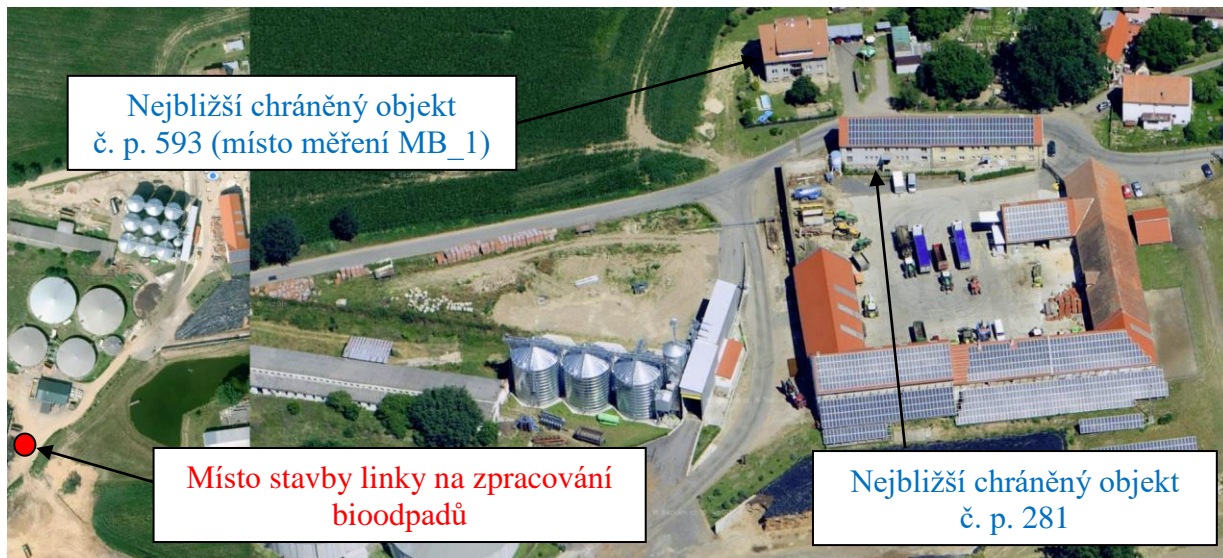 Nejbližší chráněný objekt
č. p. 593 (místo měření MB_1)
Místo stavby linky na zpracování
bioodpadů
Nejbližší chráněný objekt
č. p. 281